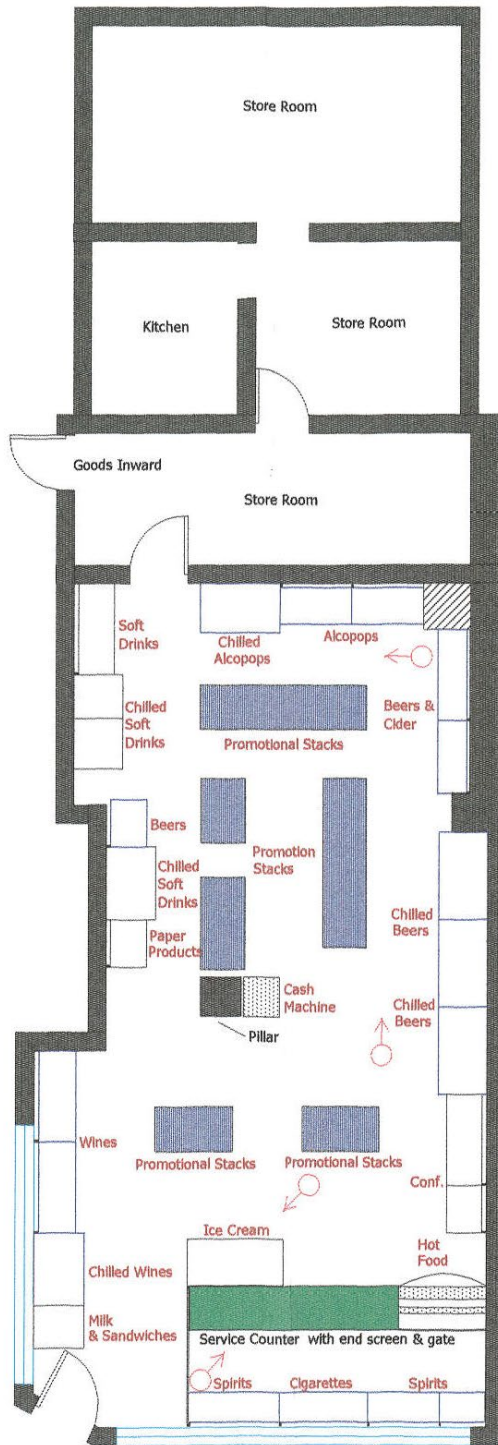 Store Room
Kitchen
Store Room
Goods Inward
Store Room
Soft
Drinks
Chilled
Alcopops
Alcopops
Chilled
Soft
Drinks
Beers &
Cider
Promotional Stacks
Beers
Chilled
Soft
Drinks
Promotion
Stacks
Paper
Products
Chilled
Beers
Cash
Machine
Chilled
Beers
Pillar
Wines
Promotional Stacks
Promotional Stacks
Conf.
Ice Cream
Hot
Food
Chilled Wines
Milk
& Sandwiches
Service Counter with end screen & gate
Spirits
Cigarettes
Spirits